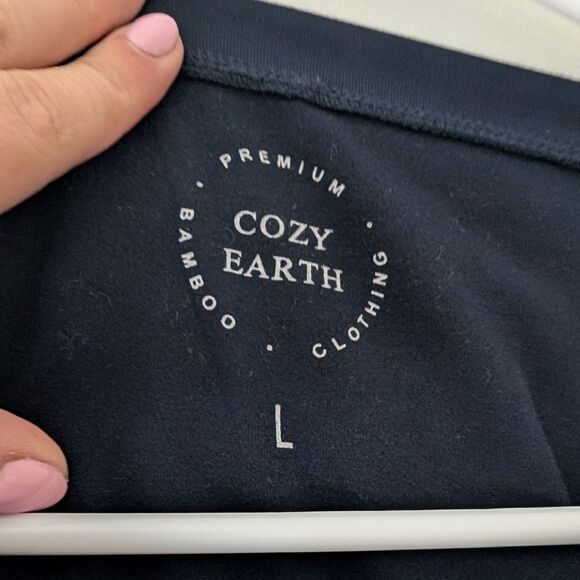 PREMIUM · CLOTHING · BAMBOO ·
COZY
EARTH
L